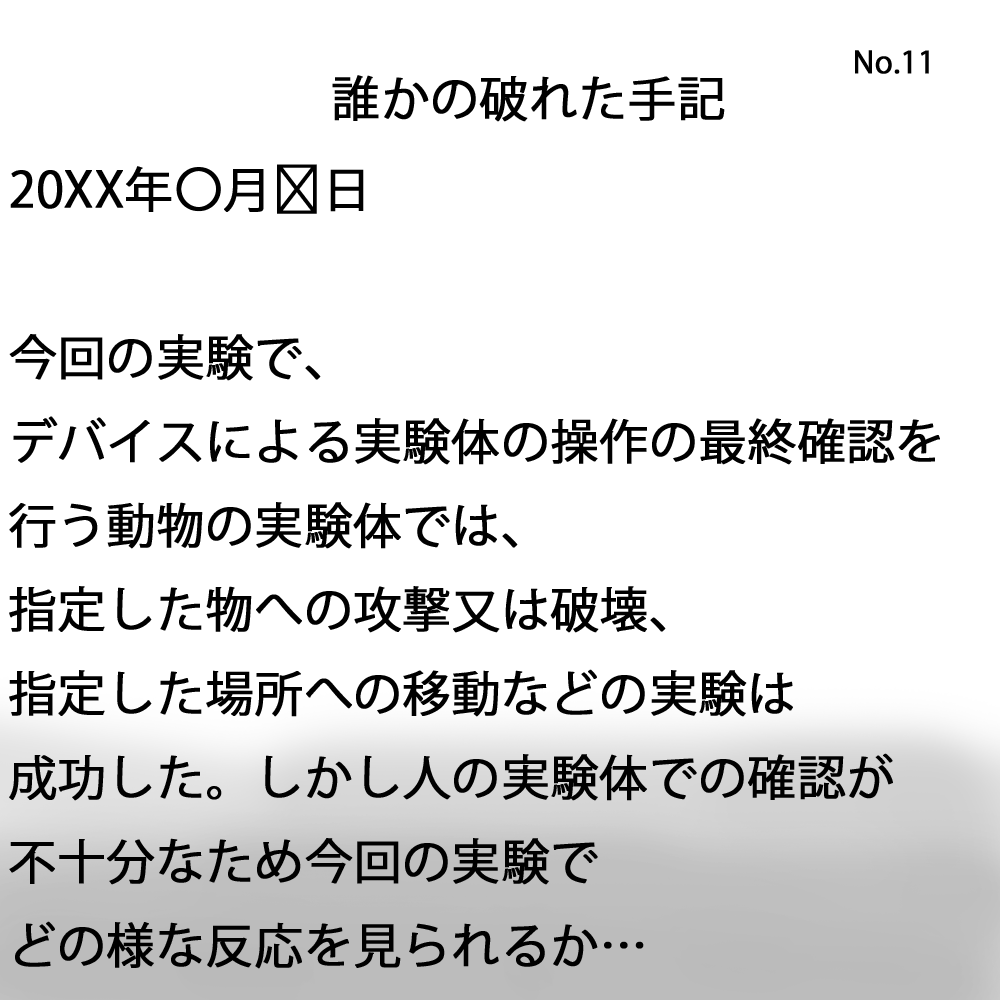 No.11
誰かの破れた手記
20XX年〇月☒日
今回の実験で、
デバイスによる実験体の操作の最終確認を
行う動物の実験体では、
指定した物への攻撃又は破壊、
指定した場所への移動などの実験は
成功した。しかし人の実験体での確認が
不十分なため今回の実験で
どの様な反応を見られるか…